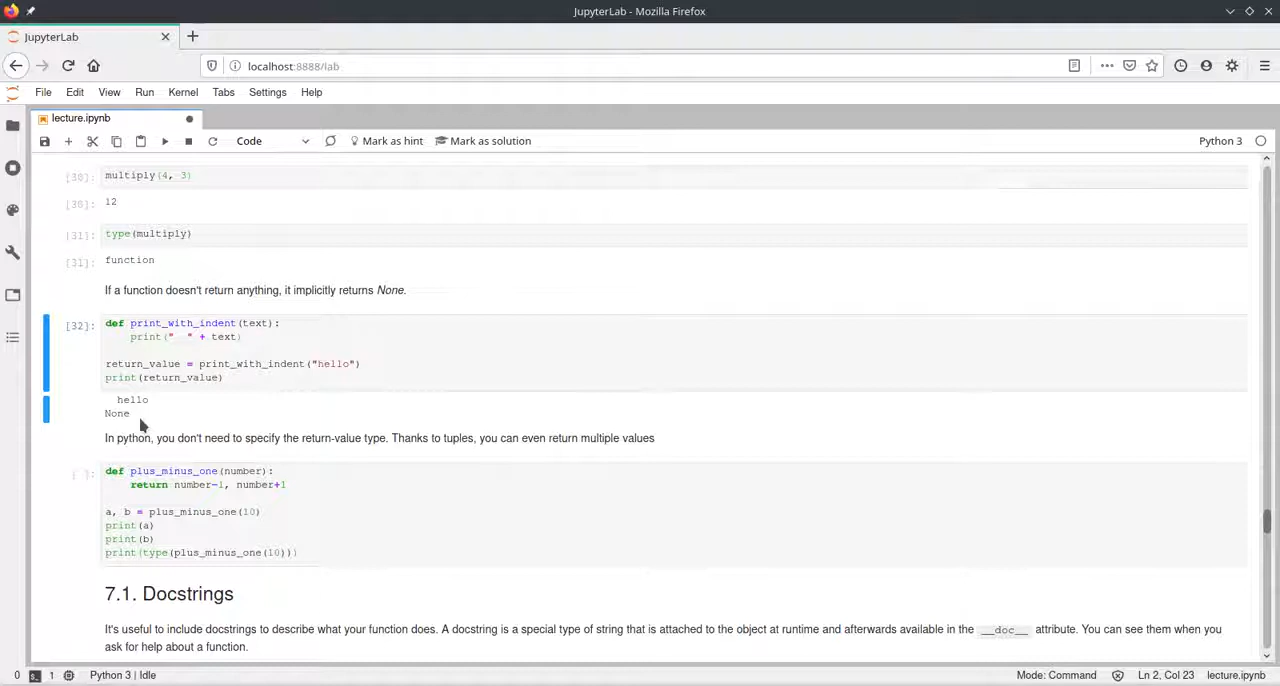 JupyterLab - Mozilla Firefox
JupyterLab
localhost:8888/lab
File Edit View Run Kernel Tabs Settings Help
lecture.ipynb
Code Mark as hint Mark as solution Python 3
[30]: multiply(4, 3)
[30]: 12
[31]: type(multiply)
[31]: function
If a function doesn't return anything, it implicitly returns None.
[32]: def print_with_indent(text):
print("  " + text)
return_value = print_with_indent("hello")
print(return_value)
hello
None
In python, you don't need to specify the return-value type. Thanks to tuples, you can even return multiple values
[ ]: def plus_minus_one(number):
return number-1, number+1
a, b = plus_minus_one(10)
print(a)
print(b)
print(type(plus_minus_one(10)))
7.1. Docstrings
It's useful to include docstrings to describe what your function does. A docstring is a special type of string that is attached to the object at runtime and afterwards available in the __doc__ attribute. You can see them when you
ask for help about a function.
0 1 Python 3 | Idle Mode: Command Ln 2, Col 23 lecture.ipynb